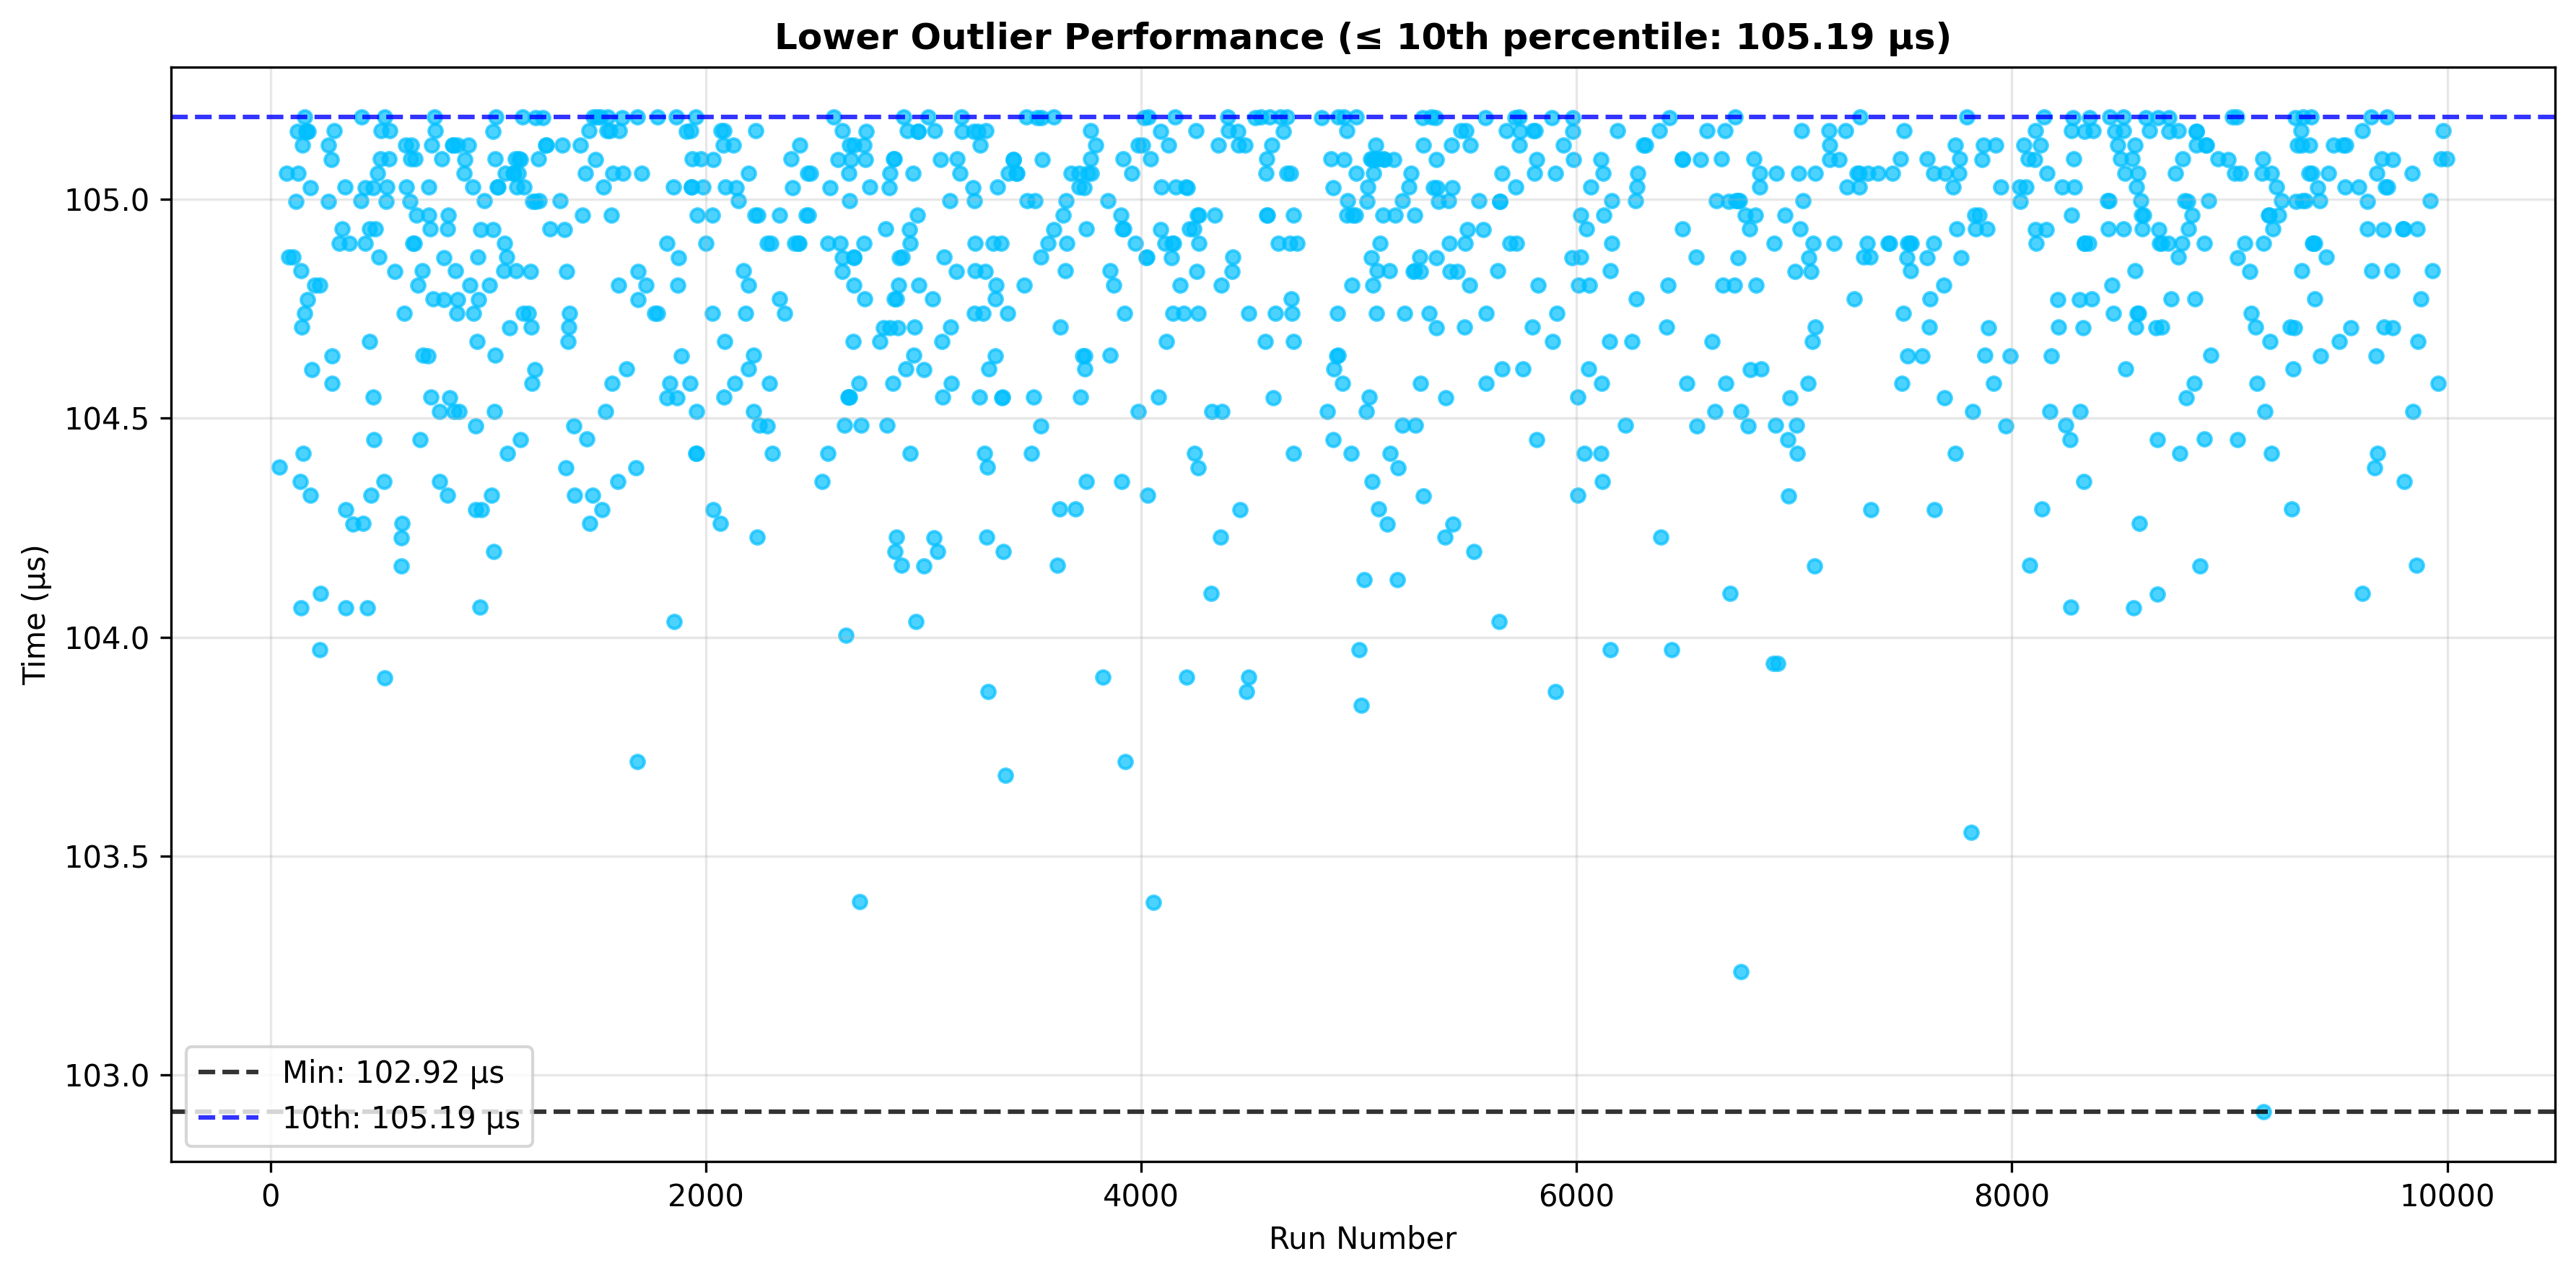 Lower Outlier Performance (≤ 10th percentile: 105.19 µs)
Time (µs)
105.0
104.5
104.0
103.5
103.0
Min: 102.92 µs
10th: 105.19 µs
0
2000
4000
6000
8000
10000
Run Number